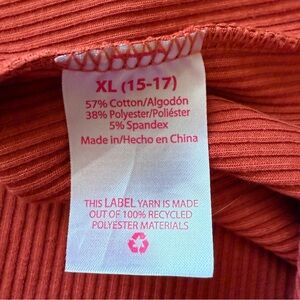 XL (15-17)
57% Cotton/Algodón
38% Polyester/Poliéster
5% Spandex
Made in/Hecho en China
THIS LABEL YARN IS MADE
OUT OF 100% RECYCLED
POLYESTER MATERIALS